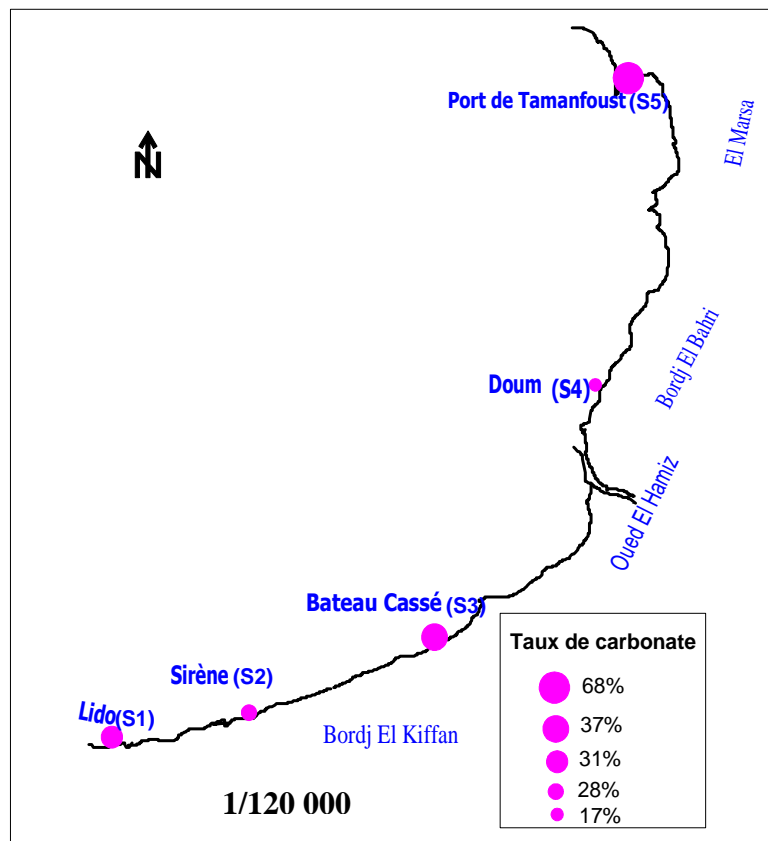 Port de Tamanfoust (S5)
El Marsa
N
Bordj El Bahri
Doum (S4)
Oued El Hamiz
Bateau Cassé (S3)
Sirène (S2)
Lido(S1)
Bordj El Kiffan
1/120 000
Taux de carbonate
68%
37%
31%
28%
17%